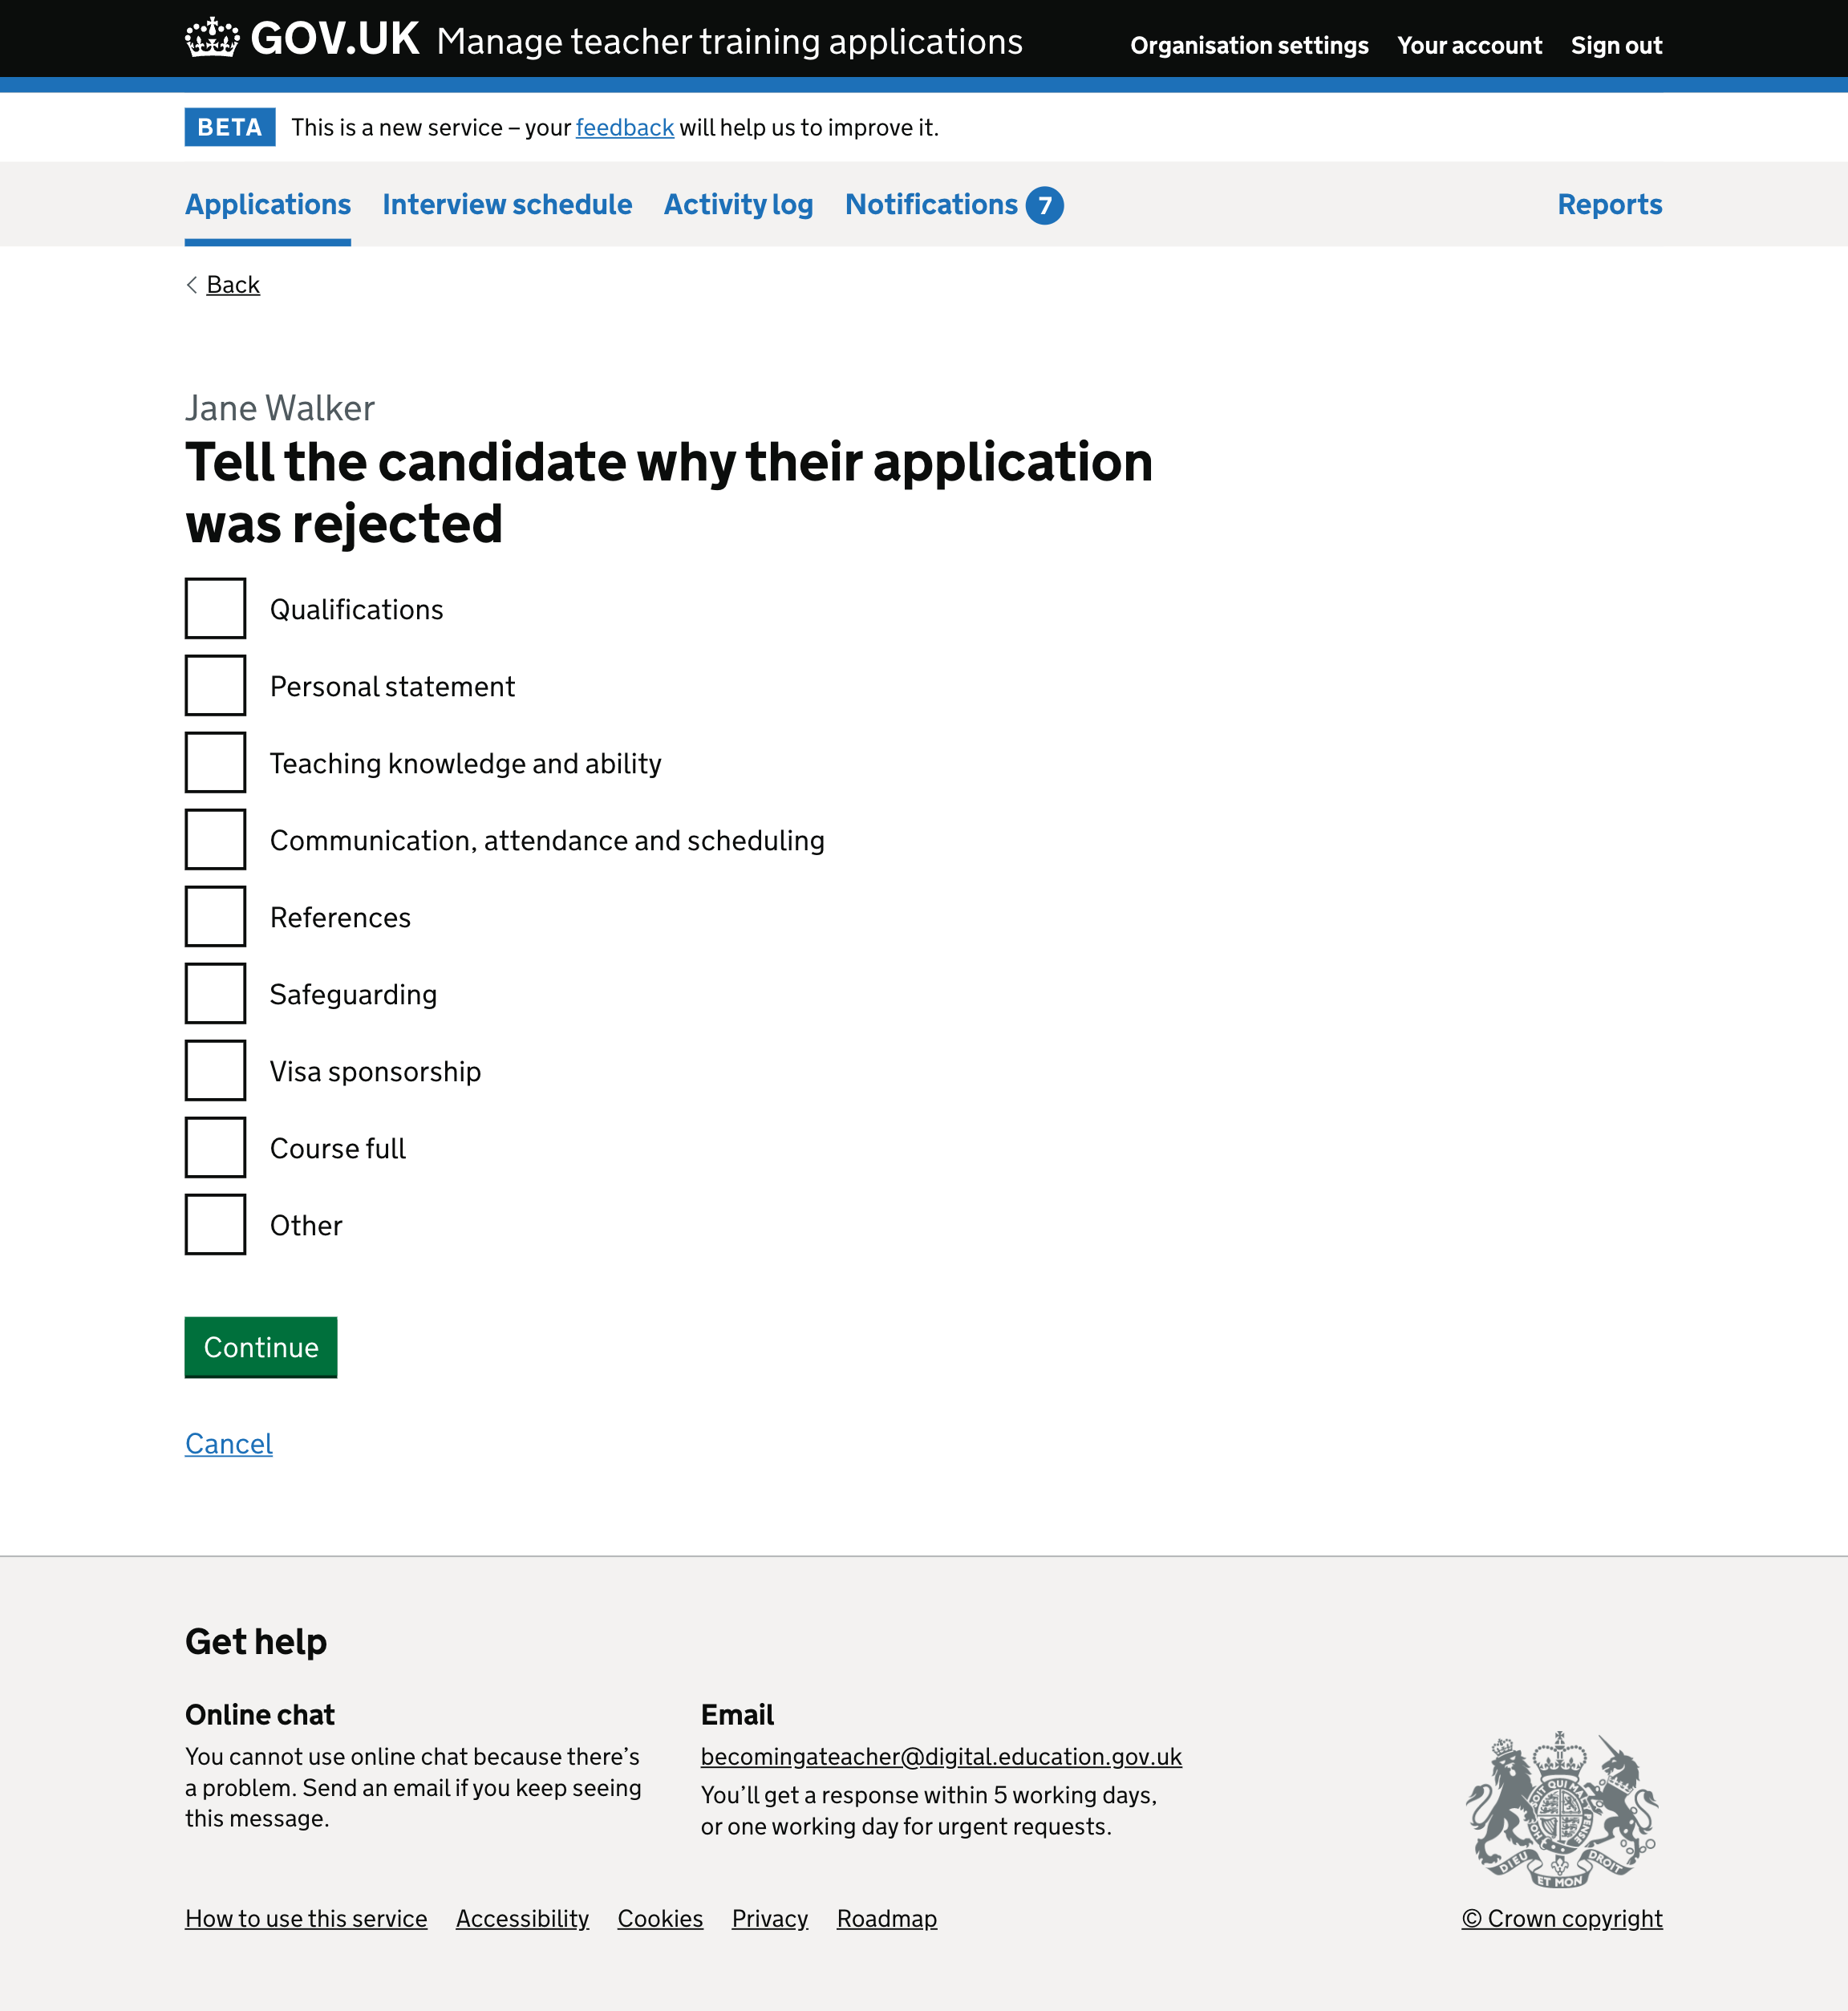 GOV.UK Manage teacher training applications
Organisation settings Your account Sign out
BETA This is a new service – your feedback will help us to improve it.
Applications Interview schedule Activity log Notifications 7 Reports
Back
Jane Walker
Tell the candidate why their application
was rejected
Qualifications
Personal statement
Teaching knowledge and ability
Communication, attendance and scheduling
References
Safeguarding
Visa sponsorship
Course full
Other
Continue
Cancel
Get help
Online chat
You cannot use online chat because there’s
a problem. Send an email if you keep seeing
this message.
Email
becomingateacher@digital.education.gov.uk
You’ll get a response within 5 working days,
or one working day for urgent requests.
DIEU ET MON DROIT
How to use this service Accessibility Cookies Privacy Roadmap
© Crown copyright